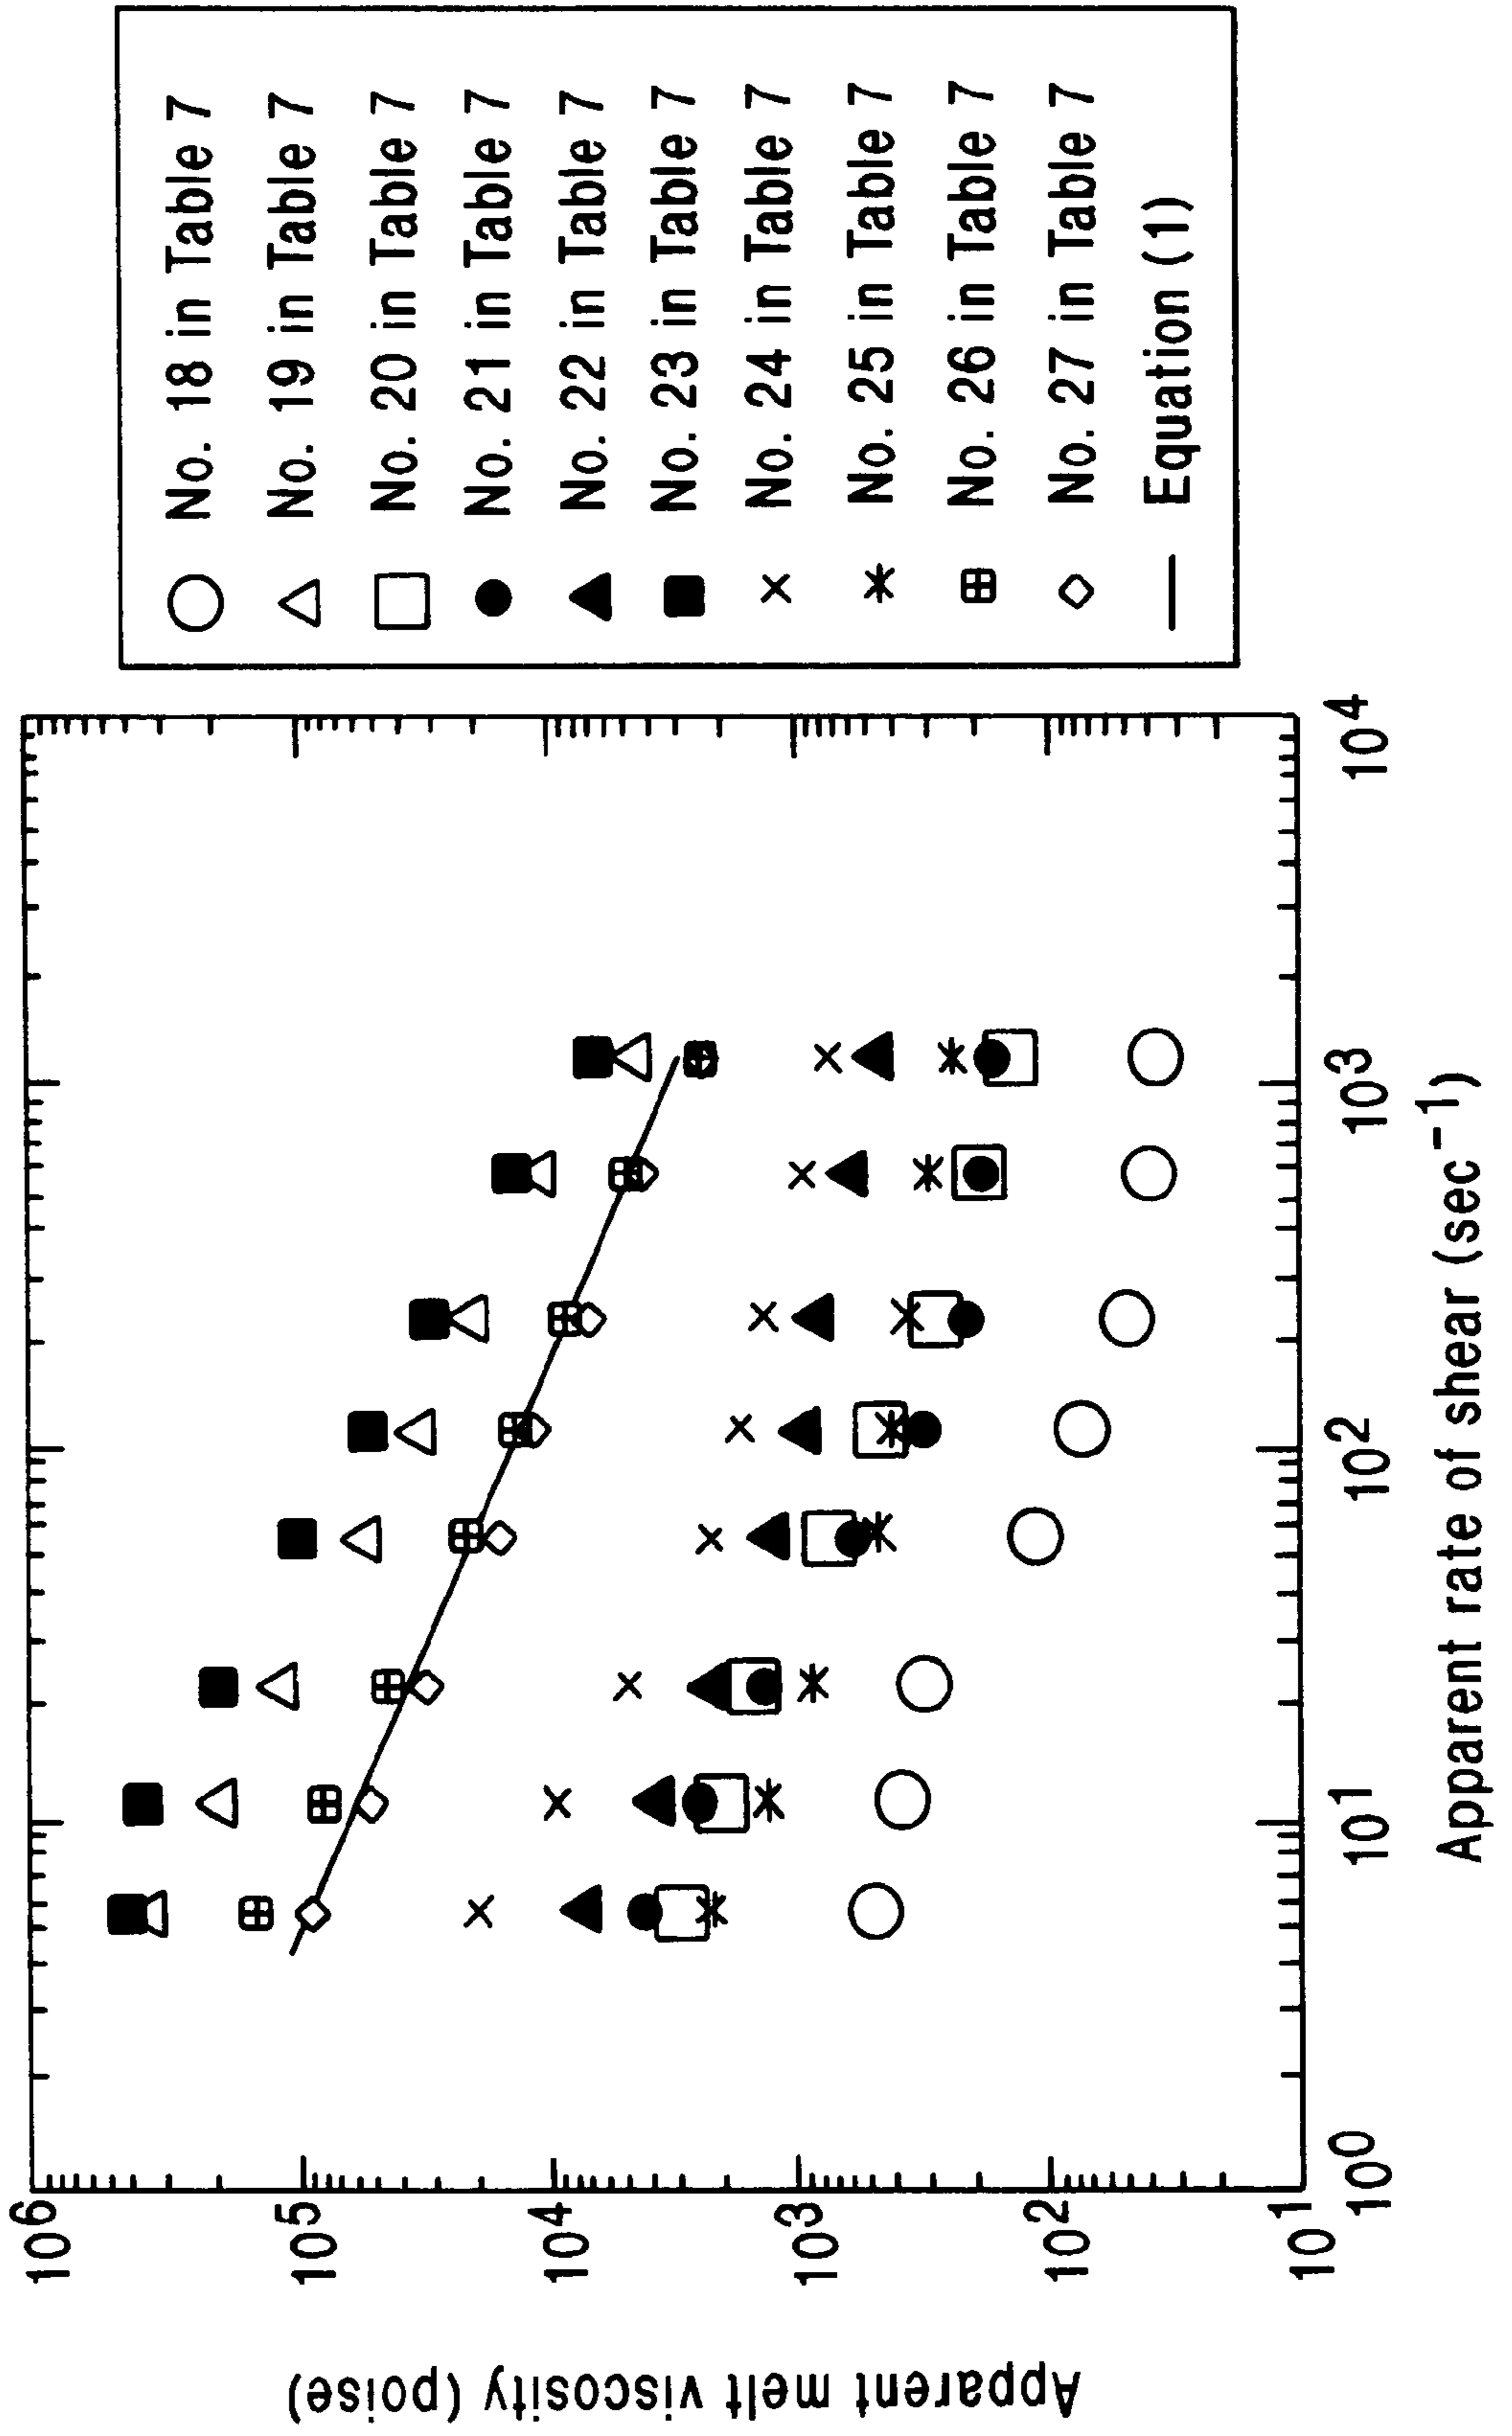 Apparent melt viscosity (poise)
10⁶
10⁵
10⁴
10³
10²
10¹
10⁰
10¹
10²
10³
10⁴
Apparent rate of shear (sec⁻¹)
No. 18 in Table 7
No. 19 in Table 7
No. 20 in Table 7
No. 21 in Table 7
No. 22 in Table 7
No. 23 in Table 7
No. 24 in Table 7
No. 25 in Table 7
No. 26 in Table 7
No. 27 in Table 7
Equation (1)